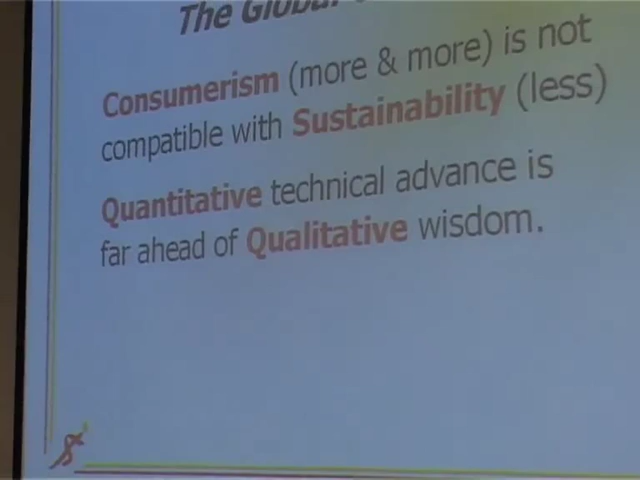 The Global
Consumerism (more & more) is not
compatible with Sustainability (less)
Quantitative technical advance is
far ahead of Qualitative wisdom.